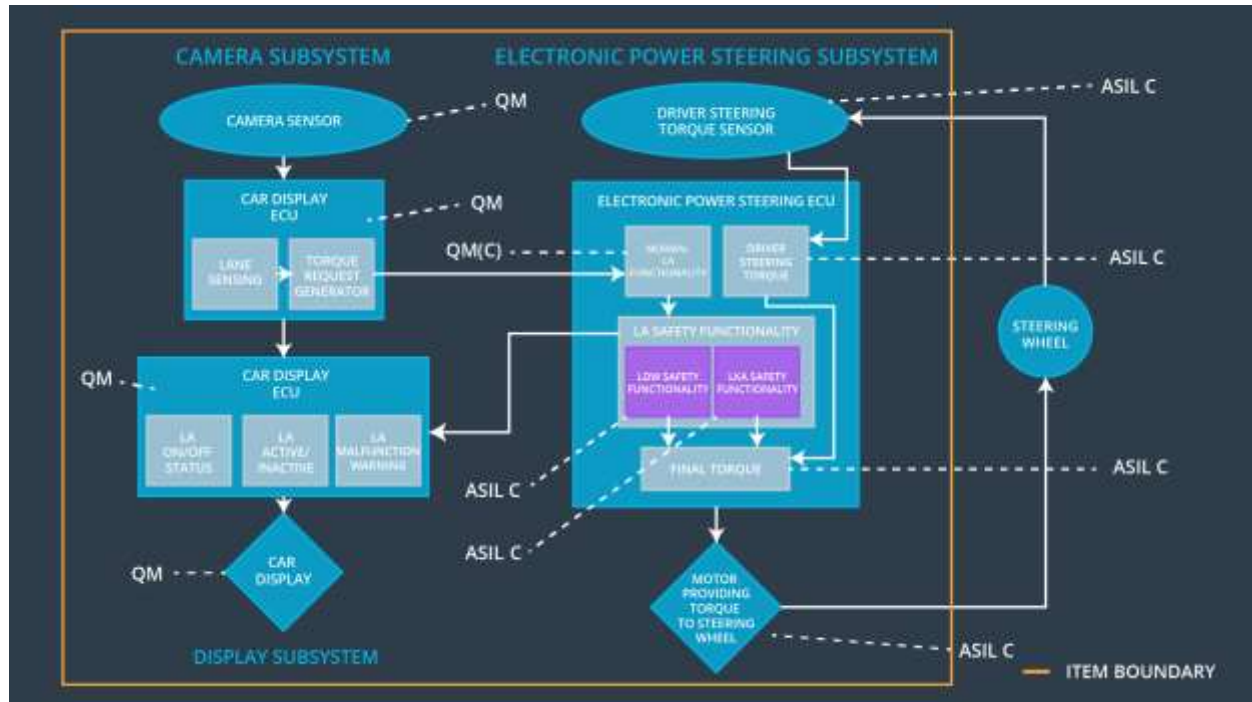 CAMERA SUBSYSTEM
ELECTRONIC POWER STEERING SUBSYSTEM
CAMERA SENSOR
QM
DRIVER STEERING
TORQUE SENSOR
ASIL C
CAR DISPLAY
ECU
QM
LANE
SENSING
TORQUE
REQUEST
GENERATOR
ELECTRONIC POWER STEERING ECU
QM(C)
NORMAL
LA
FUNCTIONALITY
DRIVER
STEERING
TORQUE
ASIL C
LA SAFETY FUNCTIONALITY
LDW SAFETY
FUNCTIONALITY
LKA SAFETY
FUNCTIONALITY
STEERING
WHEEL
QM
CAR DISPLAY
ECU
LA
ON/OFF
STATUS
LA
ACTIVE/
INACTIVE
LA
MALFUNCTION
WARNING
FINAL TORQUE
ASIL C
ASIL C
ASIL C
QM
CAR
DISPLAY
MOTOR
PROVIDING
TORQUE
TO STEERING
WHEEL
ASIL C
DISPLAY SUBSYSTEM
ITEM BOUNDARY